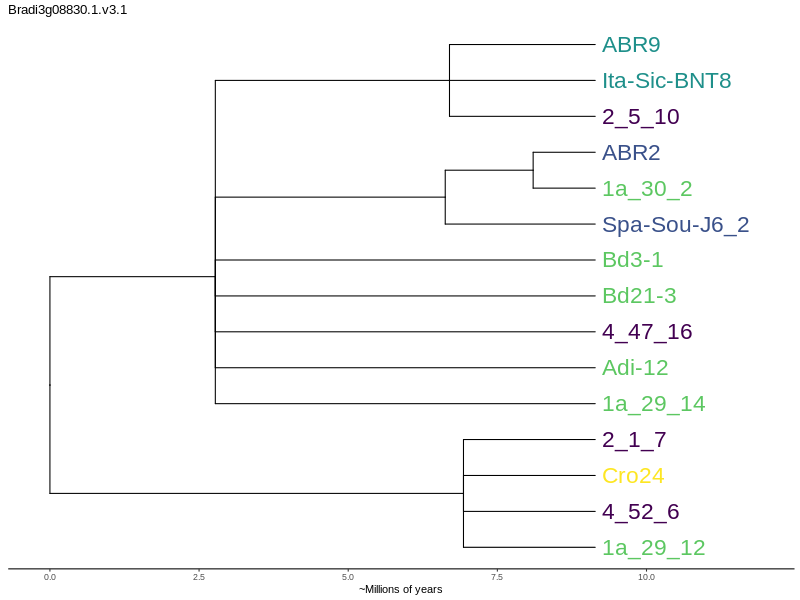 Bradi3g08830.1.v3.1
ABR9
Ita-Sic-BNT8
2_5_10
ABR2
1a_30_2
Spa-Sou-J6_2
Bd3-1
Bd21-3
4_47_16
Adi-12
1a_29_14
2_1_7
Cro24
4_52_6
1a_29_12
0.0 2.5 5.0 7.5 10.0
~Millions of years